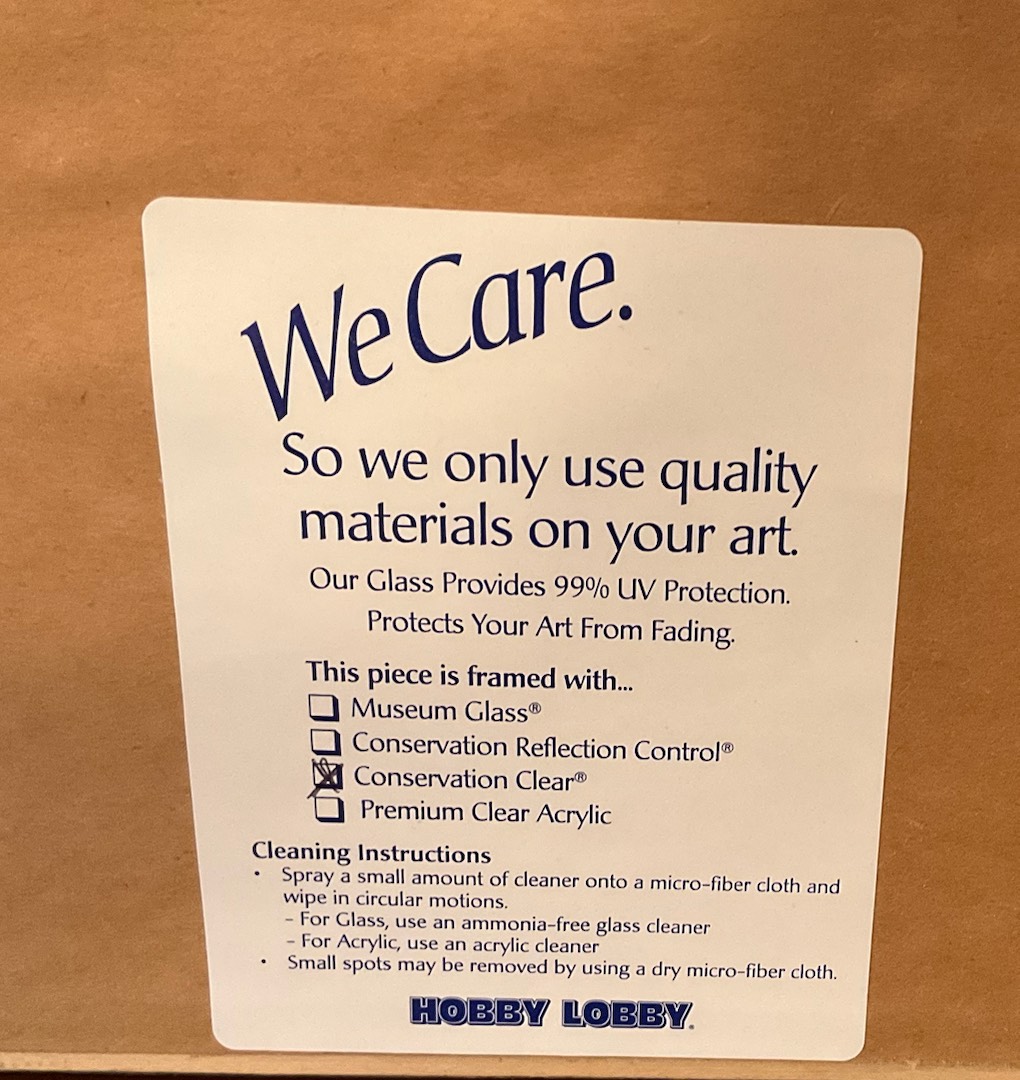 We Care.
So we only use quality
materials on your art.
Our Glass Provides 99% UV Protection.
Protects Your Art From Fading.
This piece is framed with...
☐ Museum Glass®
☐ Conservation Reflection Control®
☒ Conservation Clear®
☐ Premium Clear Acrylic
Cleaning Instructions
• Spray a small amount of cleaner onto a micro-fiber cloth and
wipe in circular motions.
- For Glass, use an ammonia-free glass cleaner
- For Acrylic, use an acrylic cleaner
• Small spots may be removed by using a dry micro-fiber cloth.
HOBBY LOBBY®